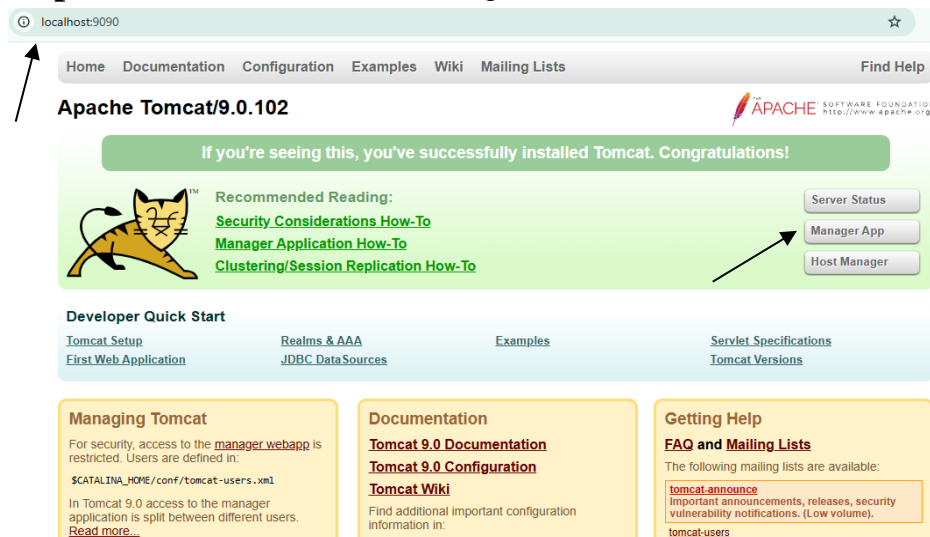 localhost:9090
Home Documentation Configuration Examples Wiki Mailing Lists Find Help
Apache Tomcat/9.0.102
THE
APACHE SOFTWARE FOUNDATION
http://www.apache.org
If you're seeing this, you've successfully installed Tomcat. Congratulations!
TM
Recommended Reading:
Security Considerations How-To
Manager Application How-To
Clustering/Session Replication How-To
Server Status
Manager App
Host Manager
Developer Quick Start
Tomcat Setup
First Web Application
Realms & AAA
JDBC DataSources
Examples
Servlet Specifications
Tomcat Versions
Managing Tomcat
For security, access to the manager webapp is
restricted. Users are defined in:
$CATALINA_HOME/conf/tomcat-users.xml
In Tomcat 9.0 access to the manager
application is split between different users.
Read more...
Documentation
Tomcat 9.0 Documentation
Tomcat 9.0 Configuration
Tomcat Wiki
Find additional important configuration
information in:
Getting Help
FAQ and Mailing Lists
The following mailing lists are available:
tomcat-announce
Important announcements, releases, security
vulnerability notifications. (Low volume).
tomcat-users